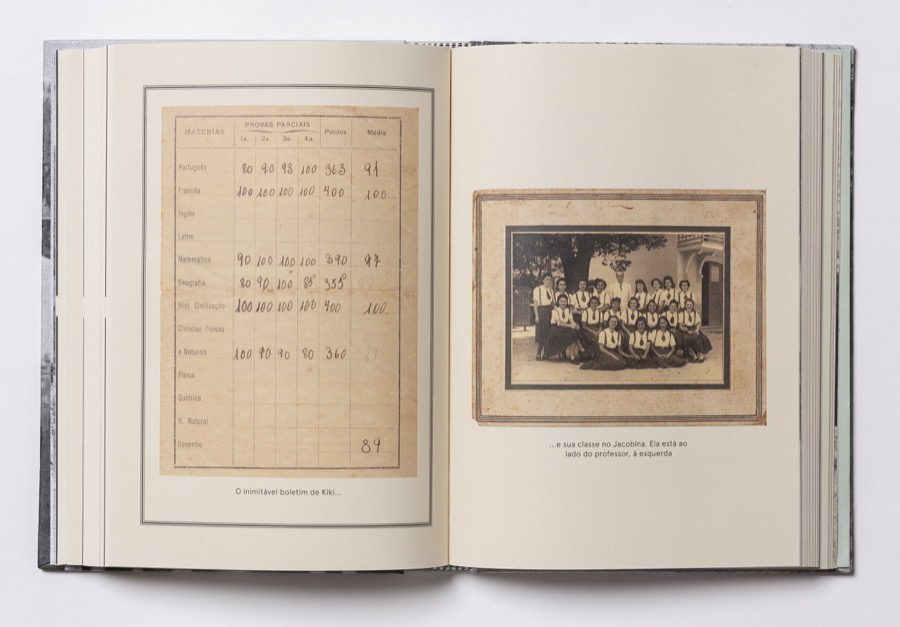 MATERIAS PROVAS PARCIAIS Pontos Média
1a. 2a. 3a. 4a.
Português 80 90 93 100 363 91
Francês 100 100 100 100 400 100
Inglês
Latim
Matemática 90 100 100 100 390 97
Geografia 80 90 100 85 355
Hist. Civilisação 100 100 100 100 400 100
Ciencias Físicas
e Naturais 100 90 90 80 360
Física
Química
H. Natural
Desenho 89
O inimitável boletim de Kiki...
...e sua classe no Jacobina. Ela está ao
lado do professor, à esquerda